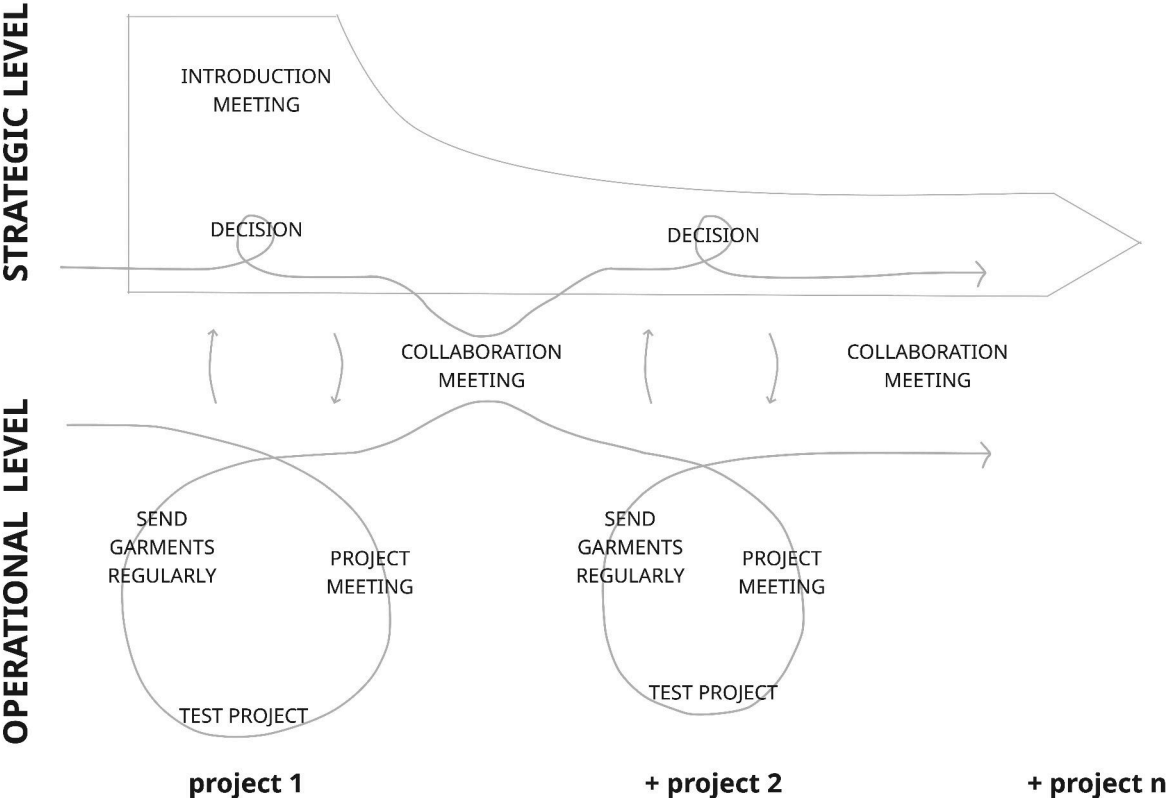 STRATEGIC LEVEL
INTRODUCTION
MEETING
DECISION
DECISION
COLLABORATION
MEETING
COLLABORATION
MEETING
OPERATIONAL LEVEL
SEND
GARMENTS
REGULARLY
PROJECT
MEETING
TEST PROJECT
SEND
GARMENTS
REGULARLY
PROJECT
MEETING
TEST PROJECT
project 1
+ project 2
+ project n